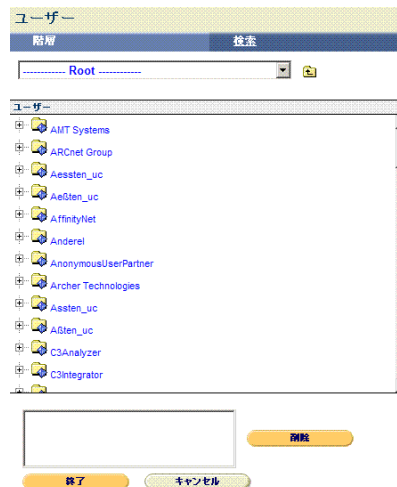 ユーザー
階層 検索
------------ Root ------------
ユーザー
AMT Systems
ARCnet Group
Aessten_uc
Aeßten_uc
AffinityNet
Anderel
AnonymousUserPartner
Archer Technologies
Assten_uc
Aßten_uc
C3Analyzer
C3Integrator
削除
終了 キャンセル